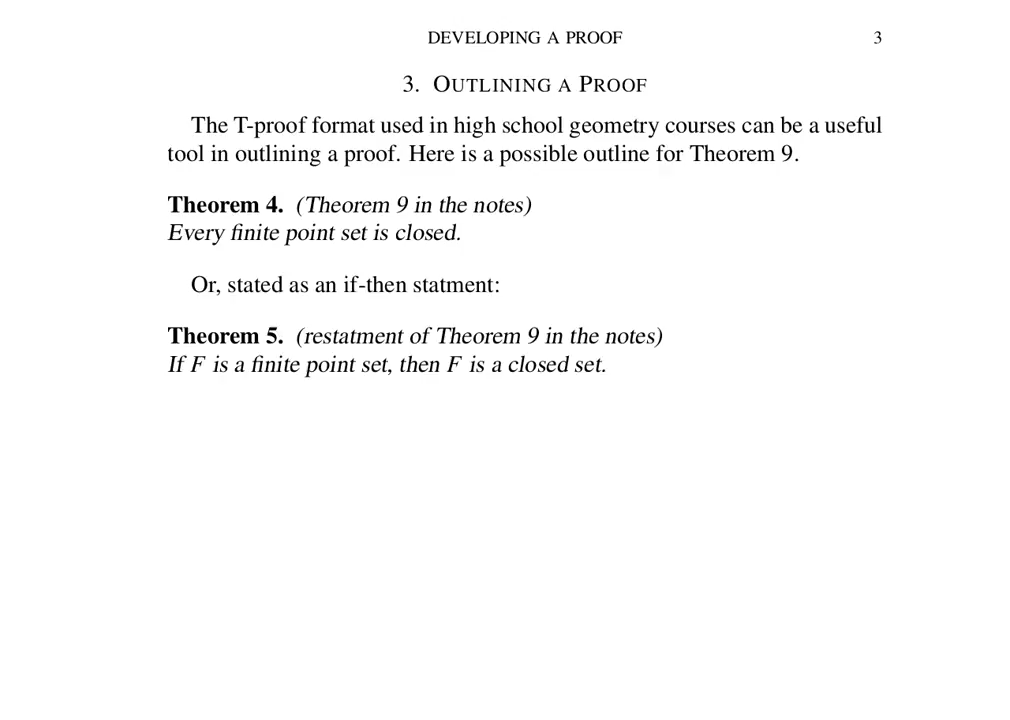 DEVELOPING A PROOF 3
3. OUTLINING A PROOF
The T-proof format used in high school geometry courses can be a useful
tool in outlining a proof. Here is a possible outline for Theorem 9.
Theorem 4. (Theorem 9 in the notes)
Every finite point set is closed.
Or, stated as an if-then statment:
Theorem 5. (restatment of Theorem 9 in the notes)
If F is a finite point set, then F is a closed set.